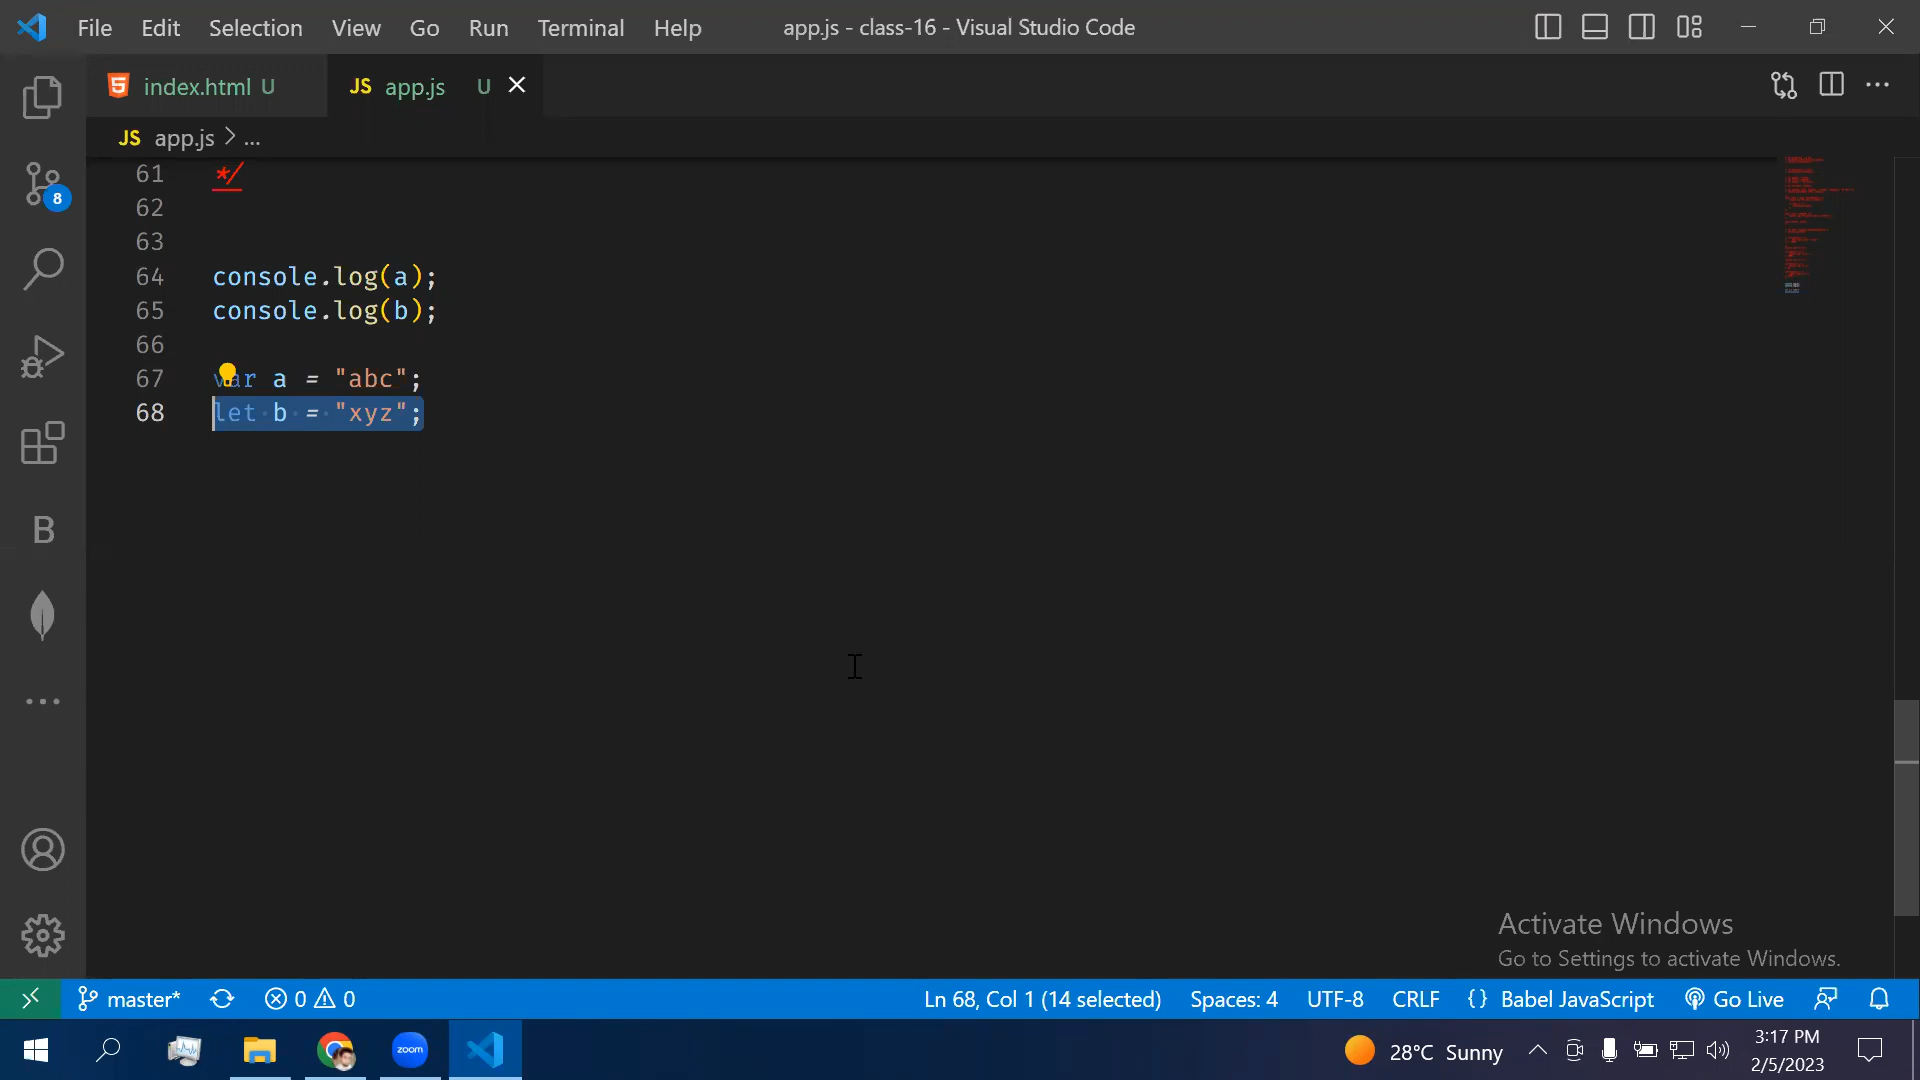 File Edit Selection View Go Run Terminal Help app.js - class-16 - Visual Studio Code
index.html U JS app.js U
JS app.js > ...
61 */
62
63
64 console.log(a);
65 console.log(b);
66
67 var a = "abc";
68 let b = "xyz";
8
B
Activate Windows
Go to Settings to activate Windows.
master* 0 0 Ln 68, Col 1 (14 selected) Spaces: 4 UTF-8 CRLF {} Babel JavaScript Go Live
zoom 28°C Sunny 3:17 PM
2/5/2023